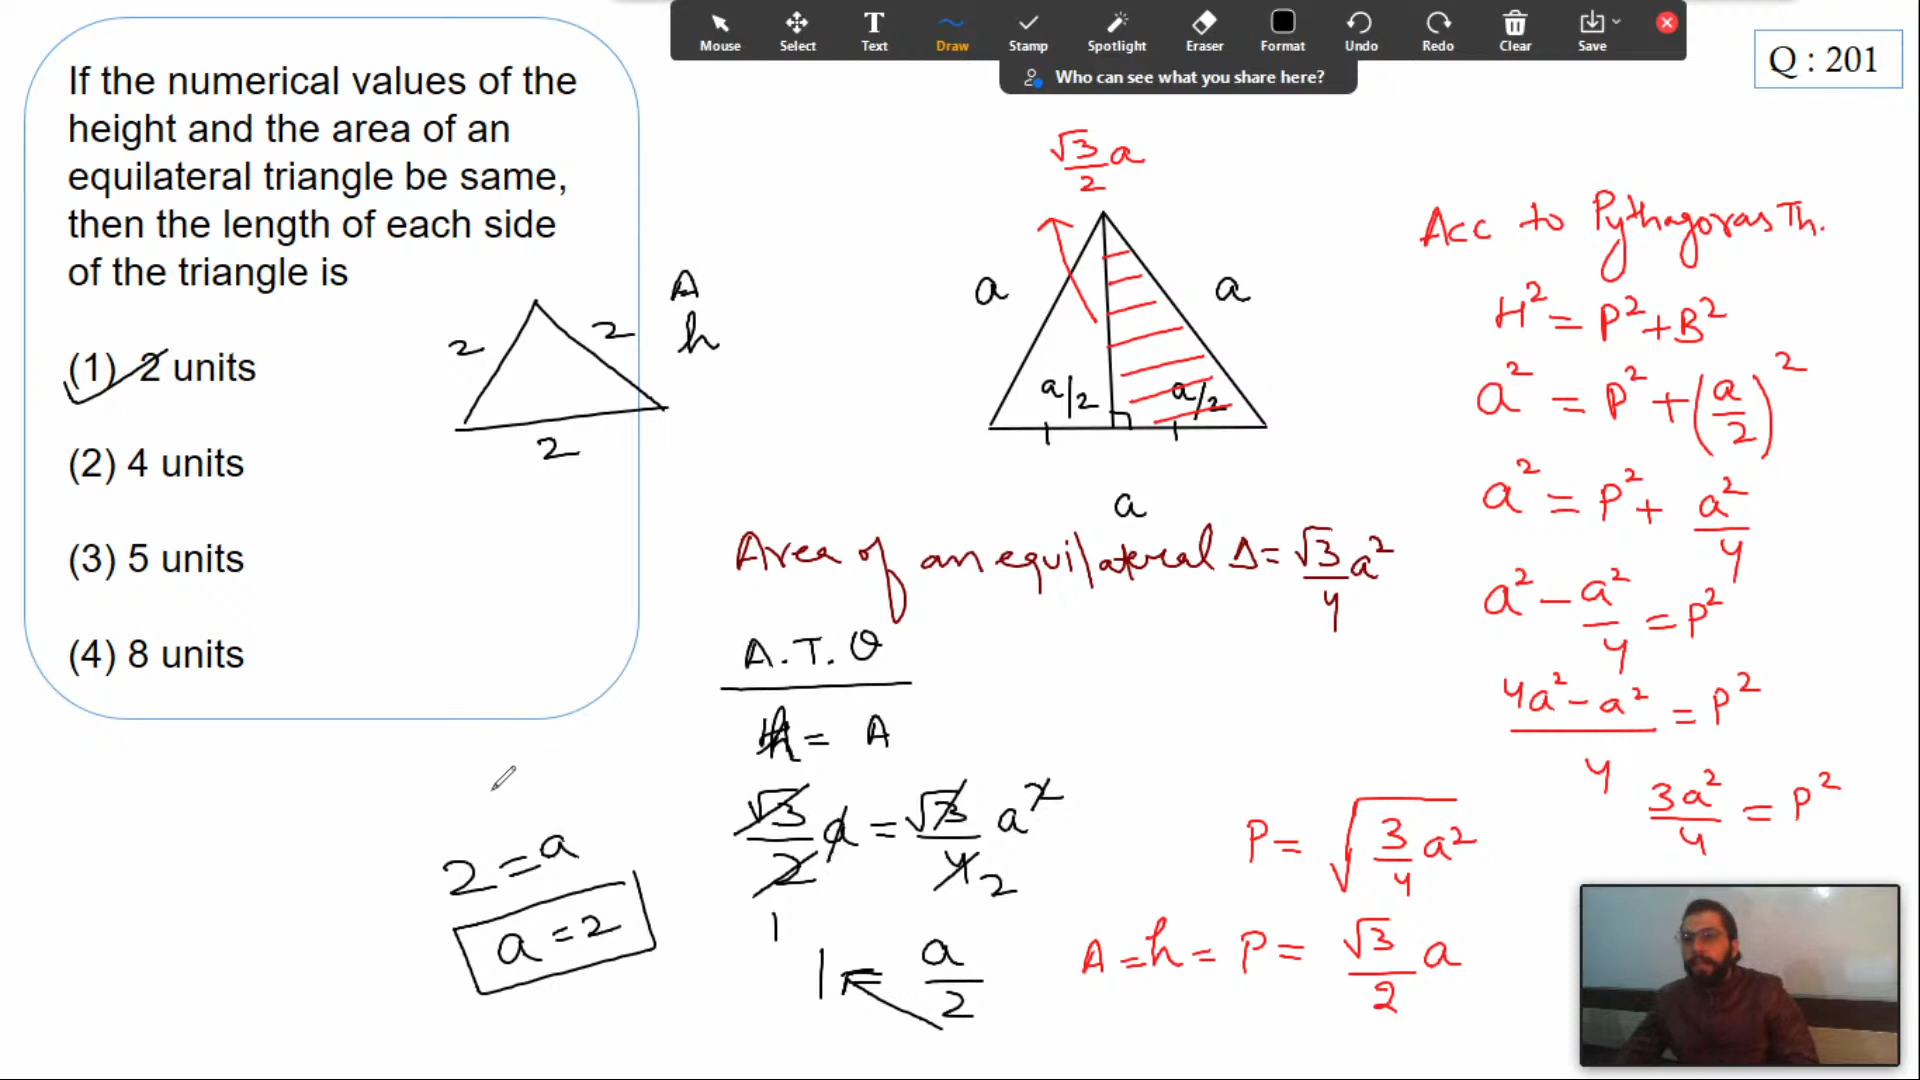 Mouse Select Text Draw Stamp Spotlight Eraser Format Undo Redo Clear Save
Who can see what you share here?
Q : 201
If the numerical values of the
height and the area of an
equilateral triangle be same,
then the length of each side
of the triangle is
(1) 2 units
(2) 4 units
(3) 5 units
(4) 8 units
2 2
2
A
h
√3/2 a
a a
a/2 a/2
a
Area of an equilateral Δ = √3/4 a²
A.T.Q
h = A
√3/2 a = √3/4 a²
2
1
1 = a/2
2 = a
a = 2
Acc to Pythagoras Th.
H² = P² + B²
a² = P² + (a/2)²
a² = P² + a²/4
a² - a²/4 = P²
4a² - a²/4 = P²
3a²/4 = P²
P = √3/4 a²
A = h = P = √3/2 a